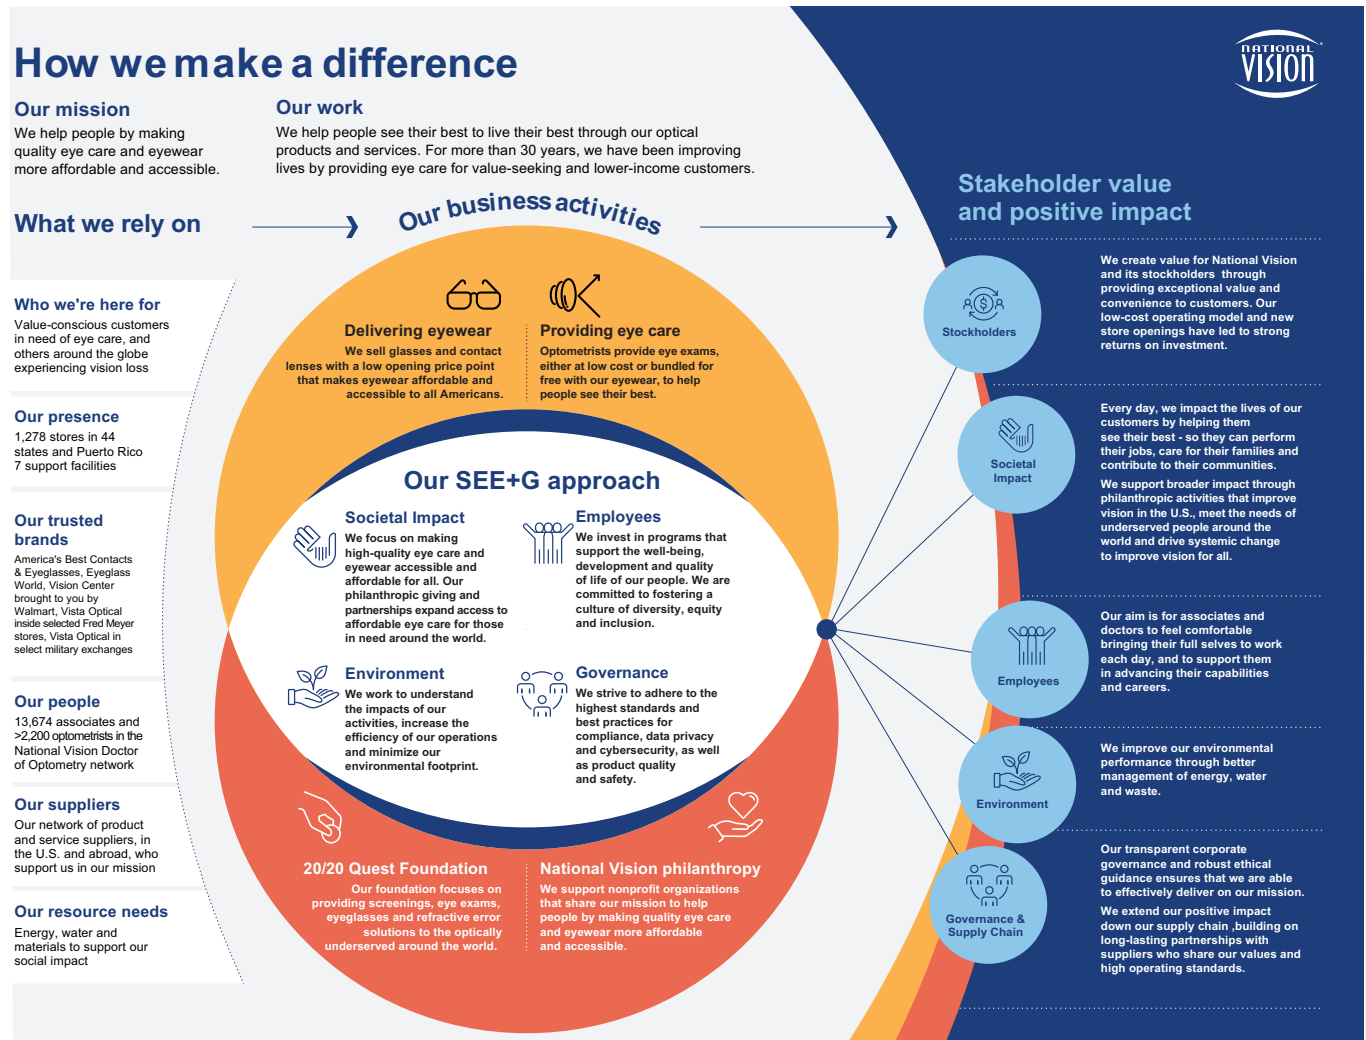 How we make a difference
NATIONAL
VISION
Our mission
We help people by making
quality eye care and eyewear
more affordable and accessible.
Our work
We help people see their best to live their best through our optical
products and services. For more than 30 years, we have been improving
lives by providing eye care for value-seeking and lower-income customers.
What we rely on
Our business activities
Stakeholder value
and positive impact
Who we're here for
Value-conscious customers
in need of eye care, and
others around the globe
experiencing vision loss
Our presence
1,278 stores in 44
states and Puerto Rico
7 support facilities
Our trusted
brands
America's Best Contacts
& Eyeglasses, Eyeglass
World, Vision Center
brought to you by
Walmart, Vista Optical
inside selected Fred Meyer
stores, Vista Optical in
select military exchanges
Our people
13,674 associates and
>2,200 optometrists in the
National Vision Doctor
of Optometry network
Our suppliers
Our network of product
and service suppliers, in
the U.S. and abroad, who
support us in our mission
Our resource needs
Energy, water and
materials to support our
social impact
Delivering eyewear
We sell glasses and contact
lenses with a low opening price point
that makes eyewear affordable and
accessible to all Americans.
Providing eye care
Optometrists provide eye exams,
either at low cost or bundled for
free with our eyewear, to help
people see their best.
Our SEE+G approach
Societal Impact
We focus on making
high-quality eye care and
eyewear accessible and
affordable for all. Our
philanthropic giving and
partnerships expand access to
affordable eye care for those
in need around the world.
Employees
We invest in programs that
support the well-being,
development and quality
of life of our people. We are
committed to fostering a
culture of diversity, equity
and inclusion.
Environment
We work to understand
the impacts of our
activities, increase the
efficiency of our operations
and minimize our
environmental footprint.
Governance
We strive to adhere to the
highest standards and
best practices for
compliance, data privacy
and cybersecurity, as well
as product quality
and safety.
20/20 Quest Foundation
Our foundation focuses on
providing screenings, eye exams,
eyeglasses and refractive error
solutions to the optically
underserved around the world.
National Vision philanthropy
We support nonprofit organizations
that share our mission to help
people by making quality eye care
and eyewear more affordable
and accessible.
Stockholders
We create value for National Vision
and its stockholders through
providing exceptional value and
convenience to customers. Our
low-cost operating model and new
store openings have led to strong
returns on investment.
Societal
Impact
Every day, we impact the lives of our
customers by helping them
see their best - so they can perform
their jobs, care for their families and
contribute to their communities.
We support broader impact through
philanthropic activities that improve
vision in the U.S., meet the needs of
underserved people around the
world and drive systemic change
to improve vision for all.
Employees
Our aim is for associates and
doctors to feel comfortable
bringing their full selves to work
each day, and to support them
in advancing their capabilities
and careers.
Environment
We improve our environmental
performance through better
management of energy, water
and waste.
Governance &
Supply Chain
Our transparent corporate
governance and robust ethical
guidance ensures that we are able
to effectively deliver on our mission.
We extend our positive impact
down our supply chain ,building on
long-lasting partnerships with
suppliers who share our values and
high operating standards.